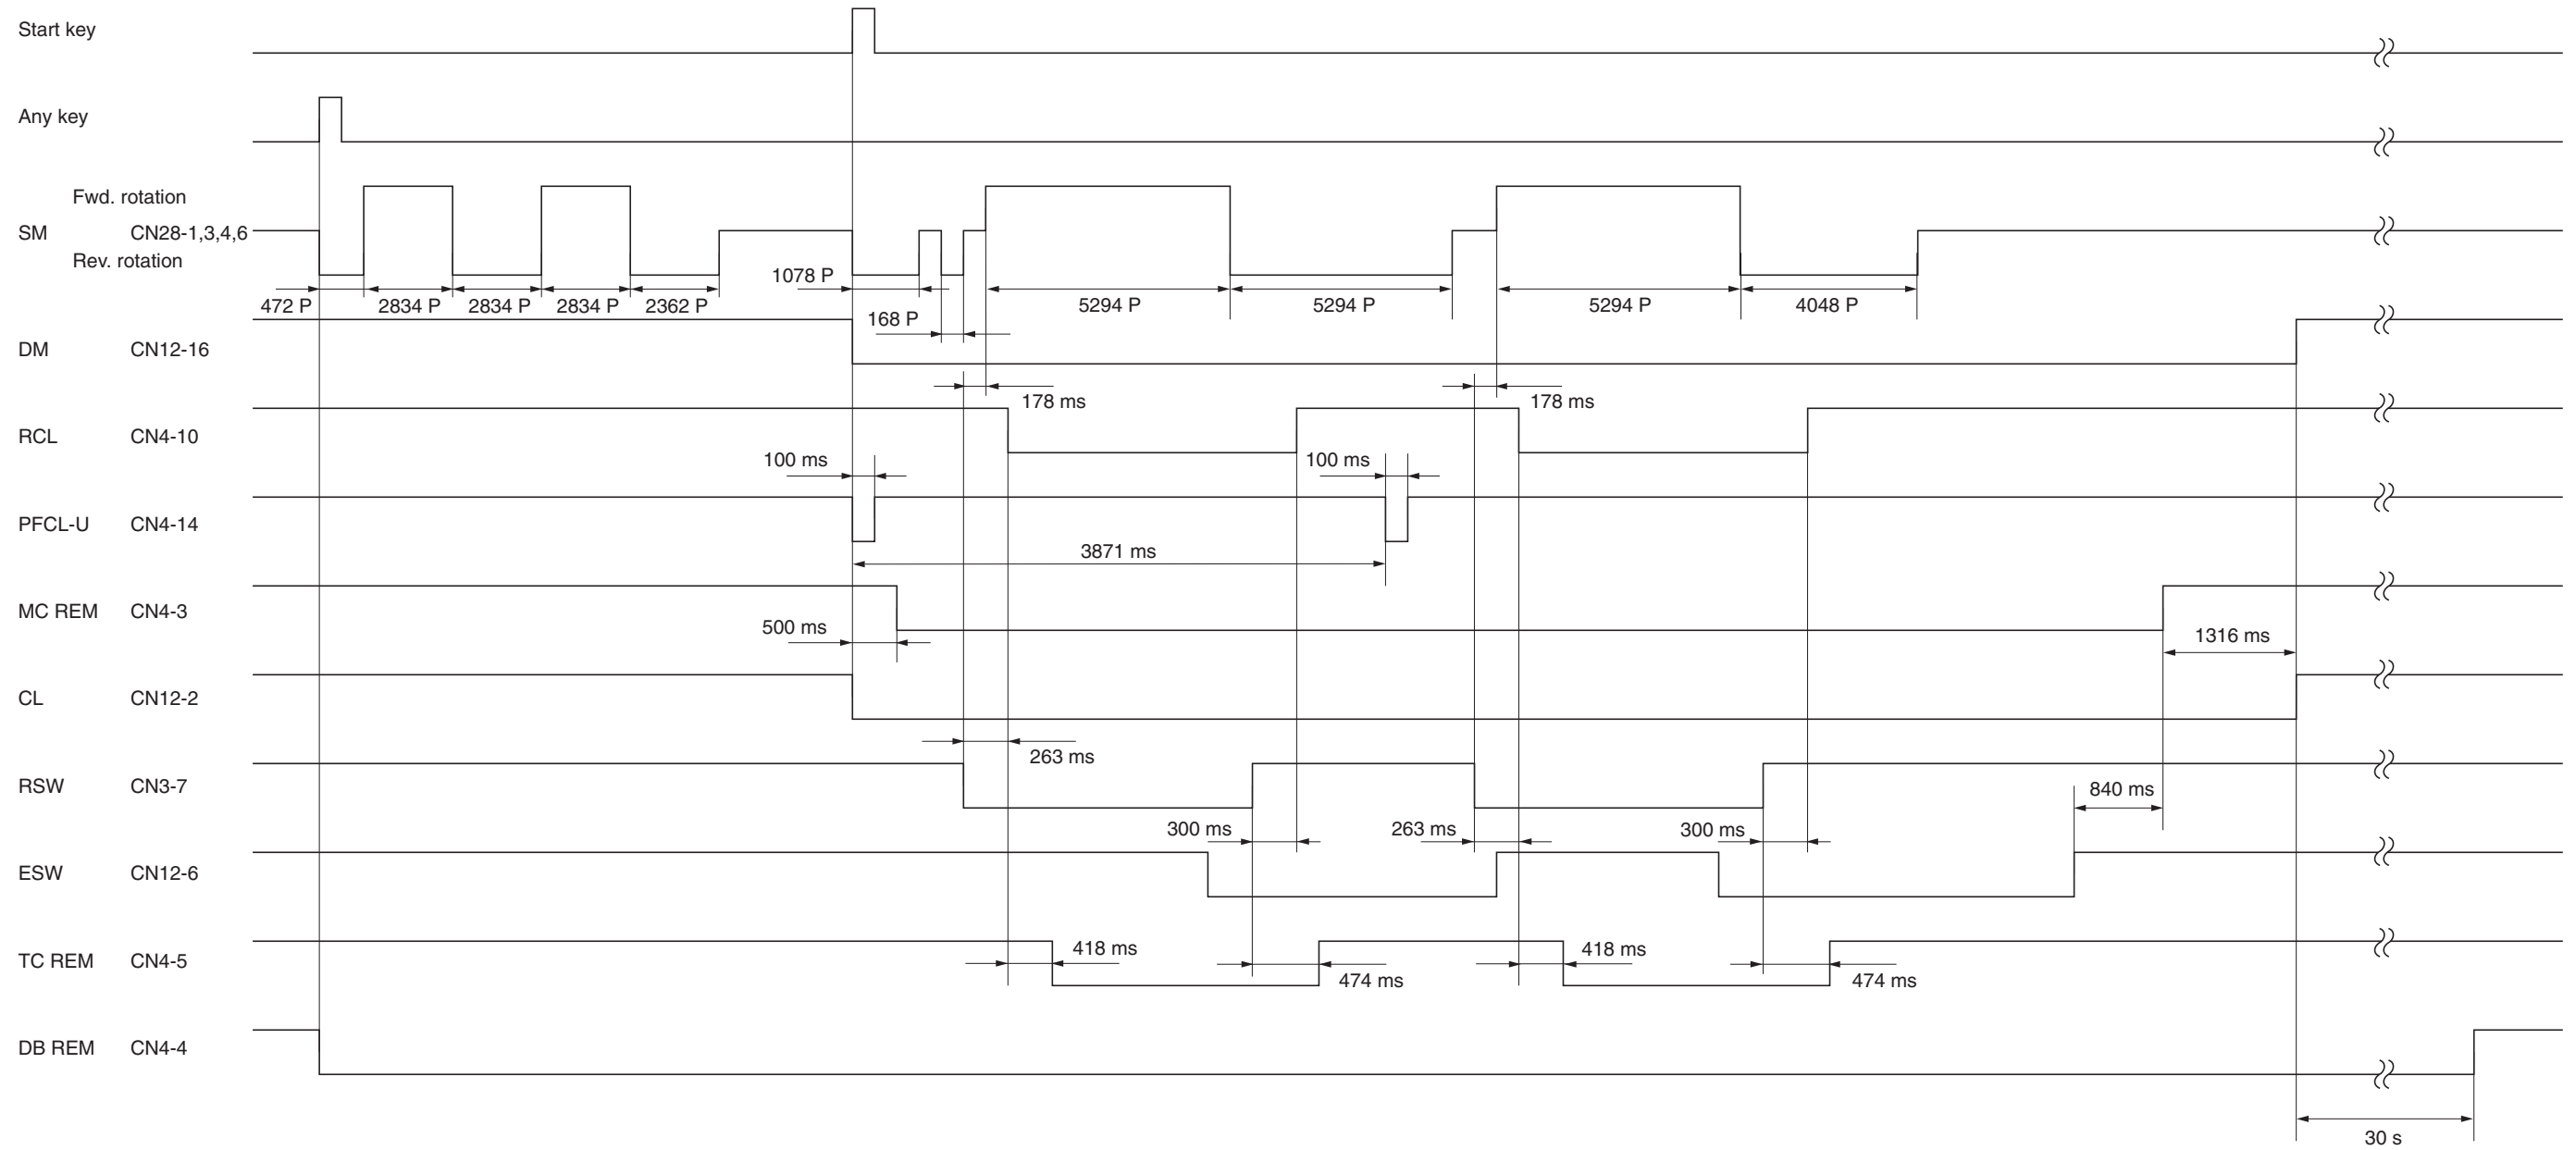 Start key
Any key
Fwd. rotation
SM CN28-1,3,4,6
Rev. rotation
1078 P
472 P 2834 P 2834 P 2834 P 2362 P 5294 P 5294 P 5294 P 4048 P
168 P
DM CN12-16
178 ms 178 ms
RCL CN4-10
100 ms 100 ms
PFCL-U CN4-14
3871 ms
MC REM CN4-3
500 ms 1316 ms
CL CN12-2
263 ms
RSW CN3-7 840 ms
300 ms 263 ms 300 ms
ESW CN12-6
418 ms 418 ms
TC REM CN4-5
474 ms 474 ms
DB REM CN4-4
30 s